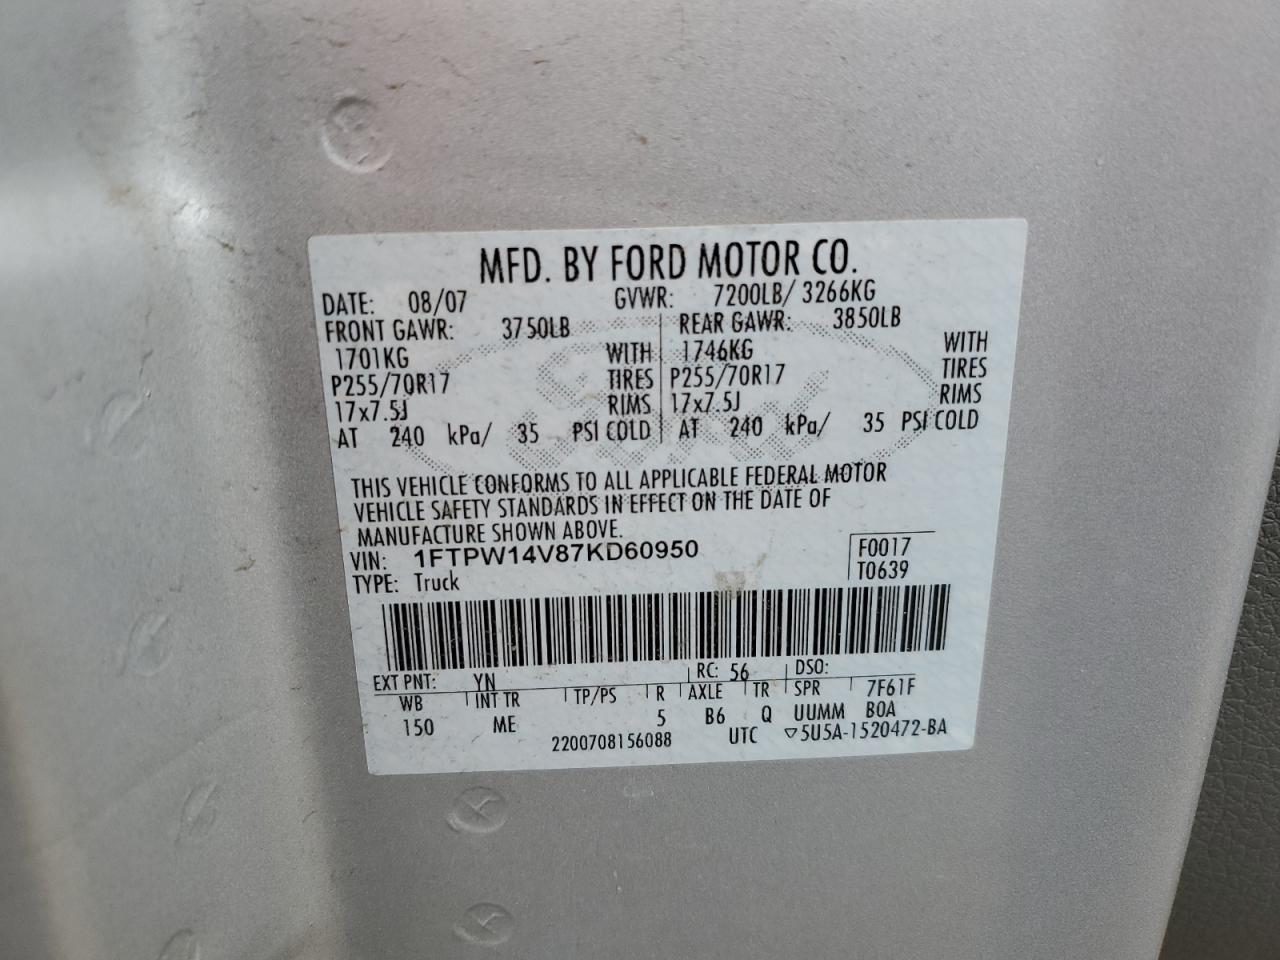 MFD. BY FORD MOTOR CO.
DATE: 08/07 GVWR: 7200LB/ 3266KG
FRONT GAWR: 3750LB REAR GAWR: 3850LB
1701KG WITH 1746KG WITH
P255/70R17 TIRES P255/70R17 TIRES
17x7.5J RIMS 17x7.5J RIMS
AT 240 kPa/ 35 PSI COLD AT 240 kPa/ 35 PSI COLD
THIS VEHICLE CONFORMS TO ALL APPLICABLE FEDERAL MOTOR
VEHICLE SAFETY STANDARDS IN EFFECT ON THE DATE OF
MANUFACTURE SHOWN ABOVE.
VIN: 1FTPW14V87KD60950 F0017
TYPE: Truck T0639
EXT PNT: YN RC: 56 DSO:
WB INT TR TP/PS R AXLE TR SPR 7F61F
150 ME 5 B6 Q UUMM B0A
2200708156088 UTC ▽5U5A-1520472-BA